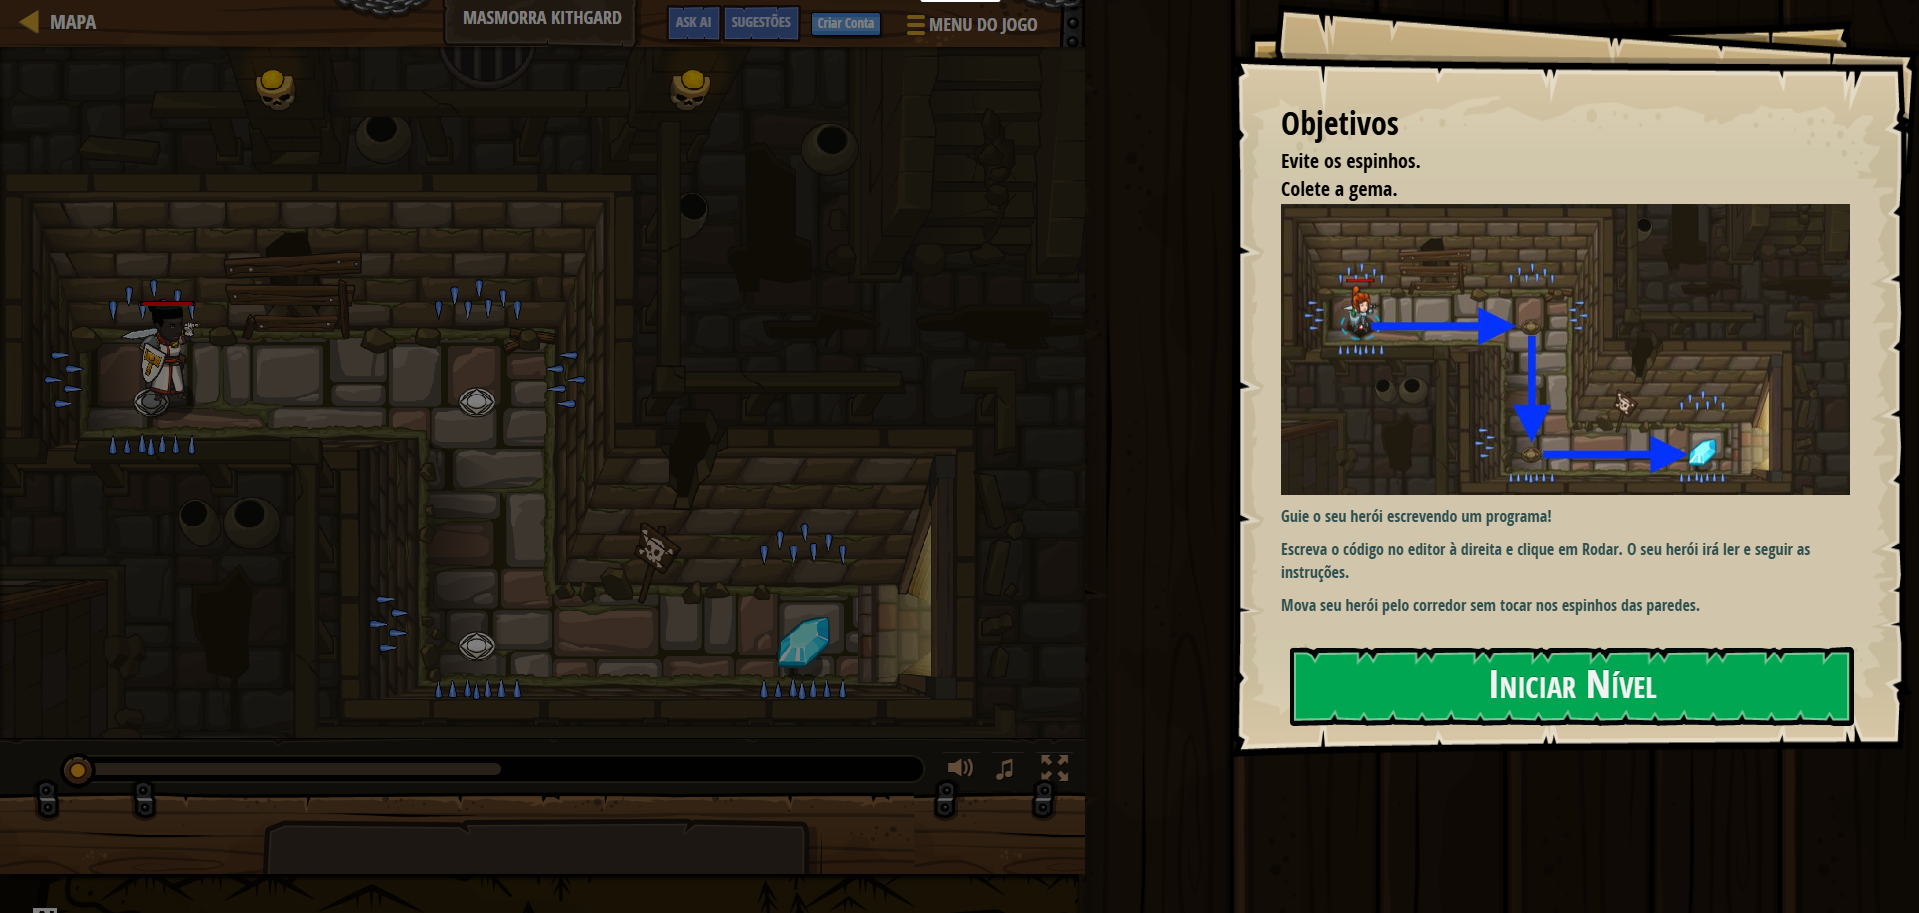 MAPA
MASMORRA KITHGARD
ASK AI
SUGESTÕES
Criar Conta
MENU DO JOGO
Objetivos
Evite os espinhos.
Colete a gema.
Guie o seu herói escrevendo um programa!
Escreva o código no editor à direita e clique em Rodar. O seu herói irá ler e seguir as
instruções.
Mova seu herói pelo corredor sem tocar nos espinhos das paredes.
Iniciar Nível